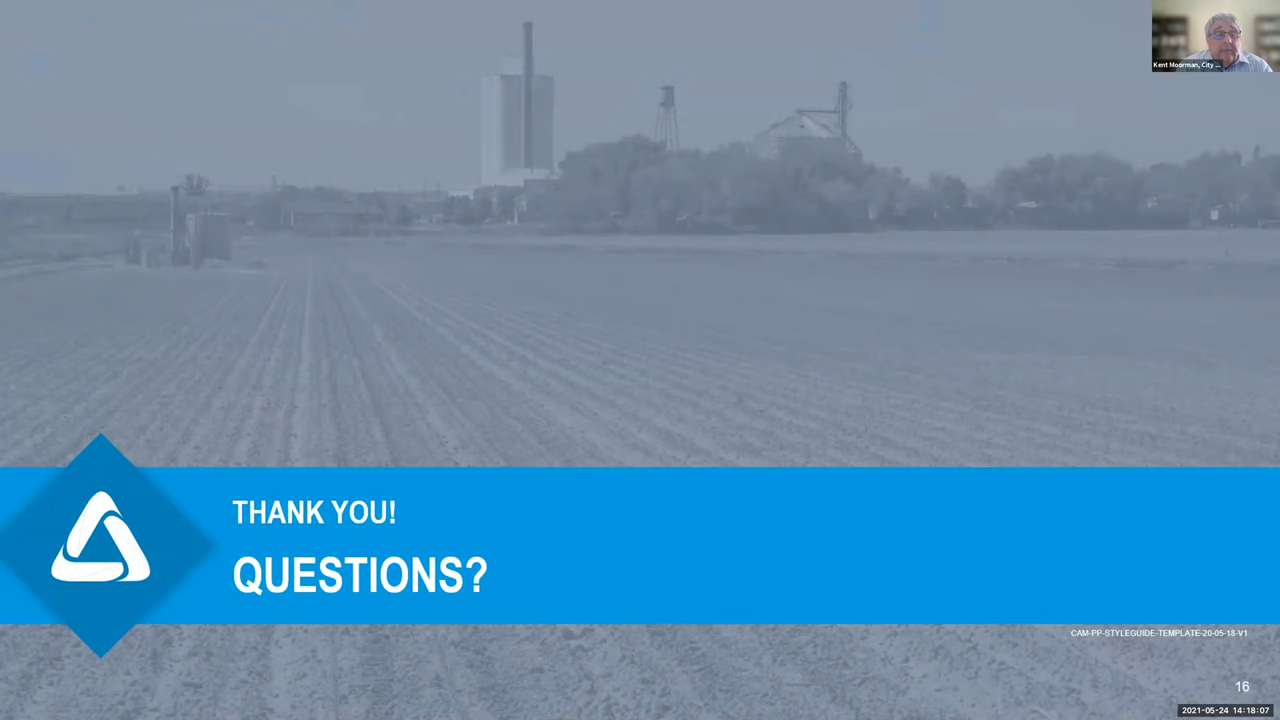 Kent Moorman, City ...
THANK YOU!
QUESTIONS?
CAM-PP-STYLEGUIDE-TEMPLATE-20-05-18-V1
16
2021-05-24 14:18:07